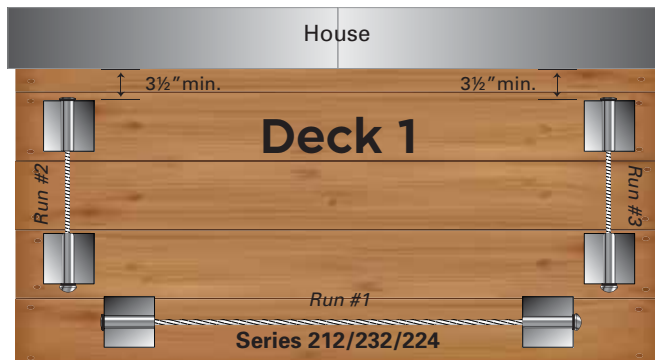 House
3½"min.
3½"min.
Deck 1
Run #2
Run #3
Run #1
Series 212/232/224